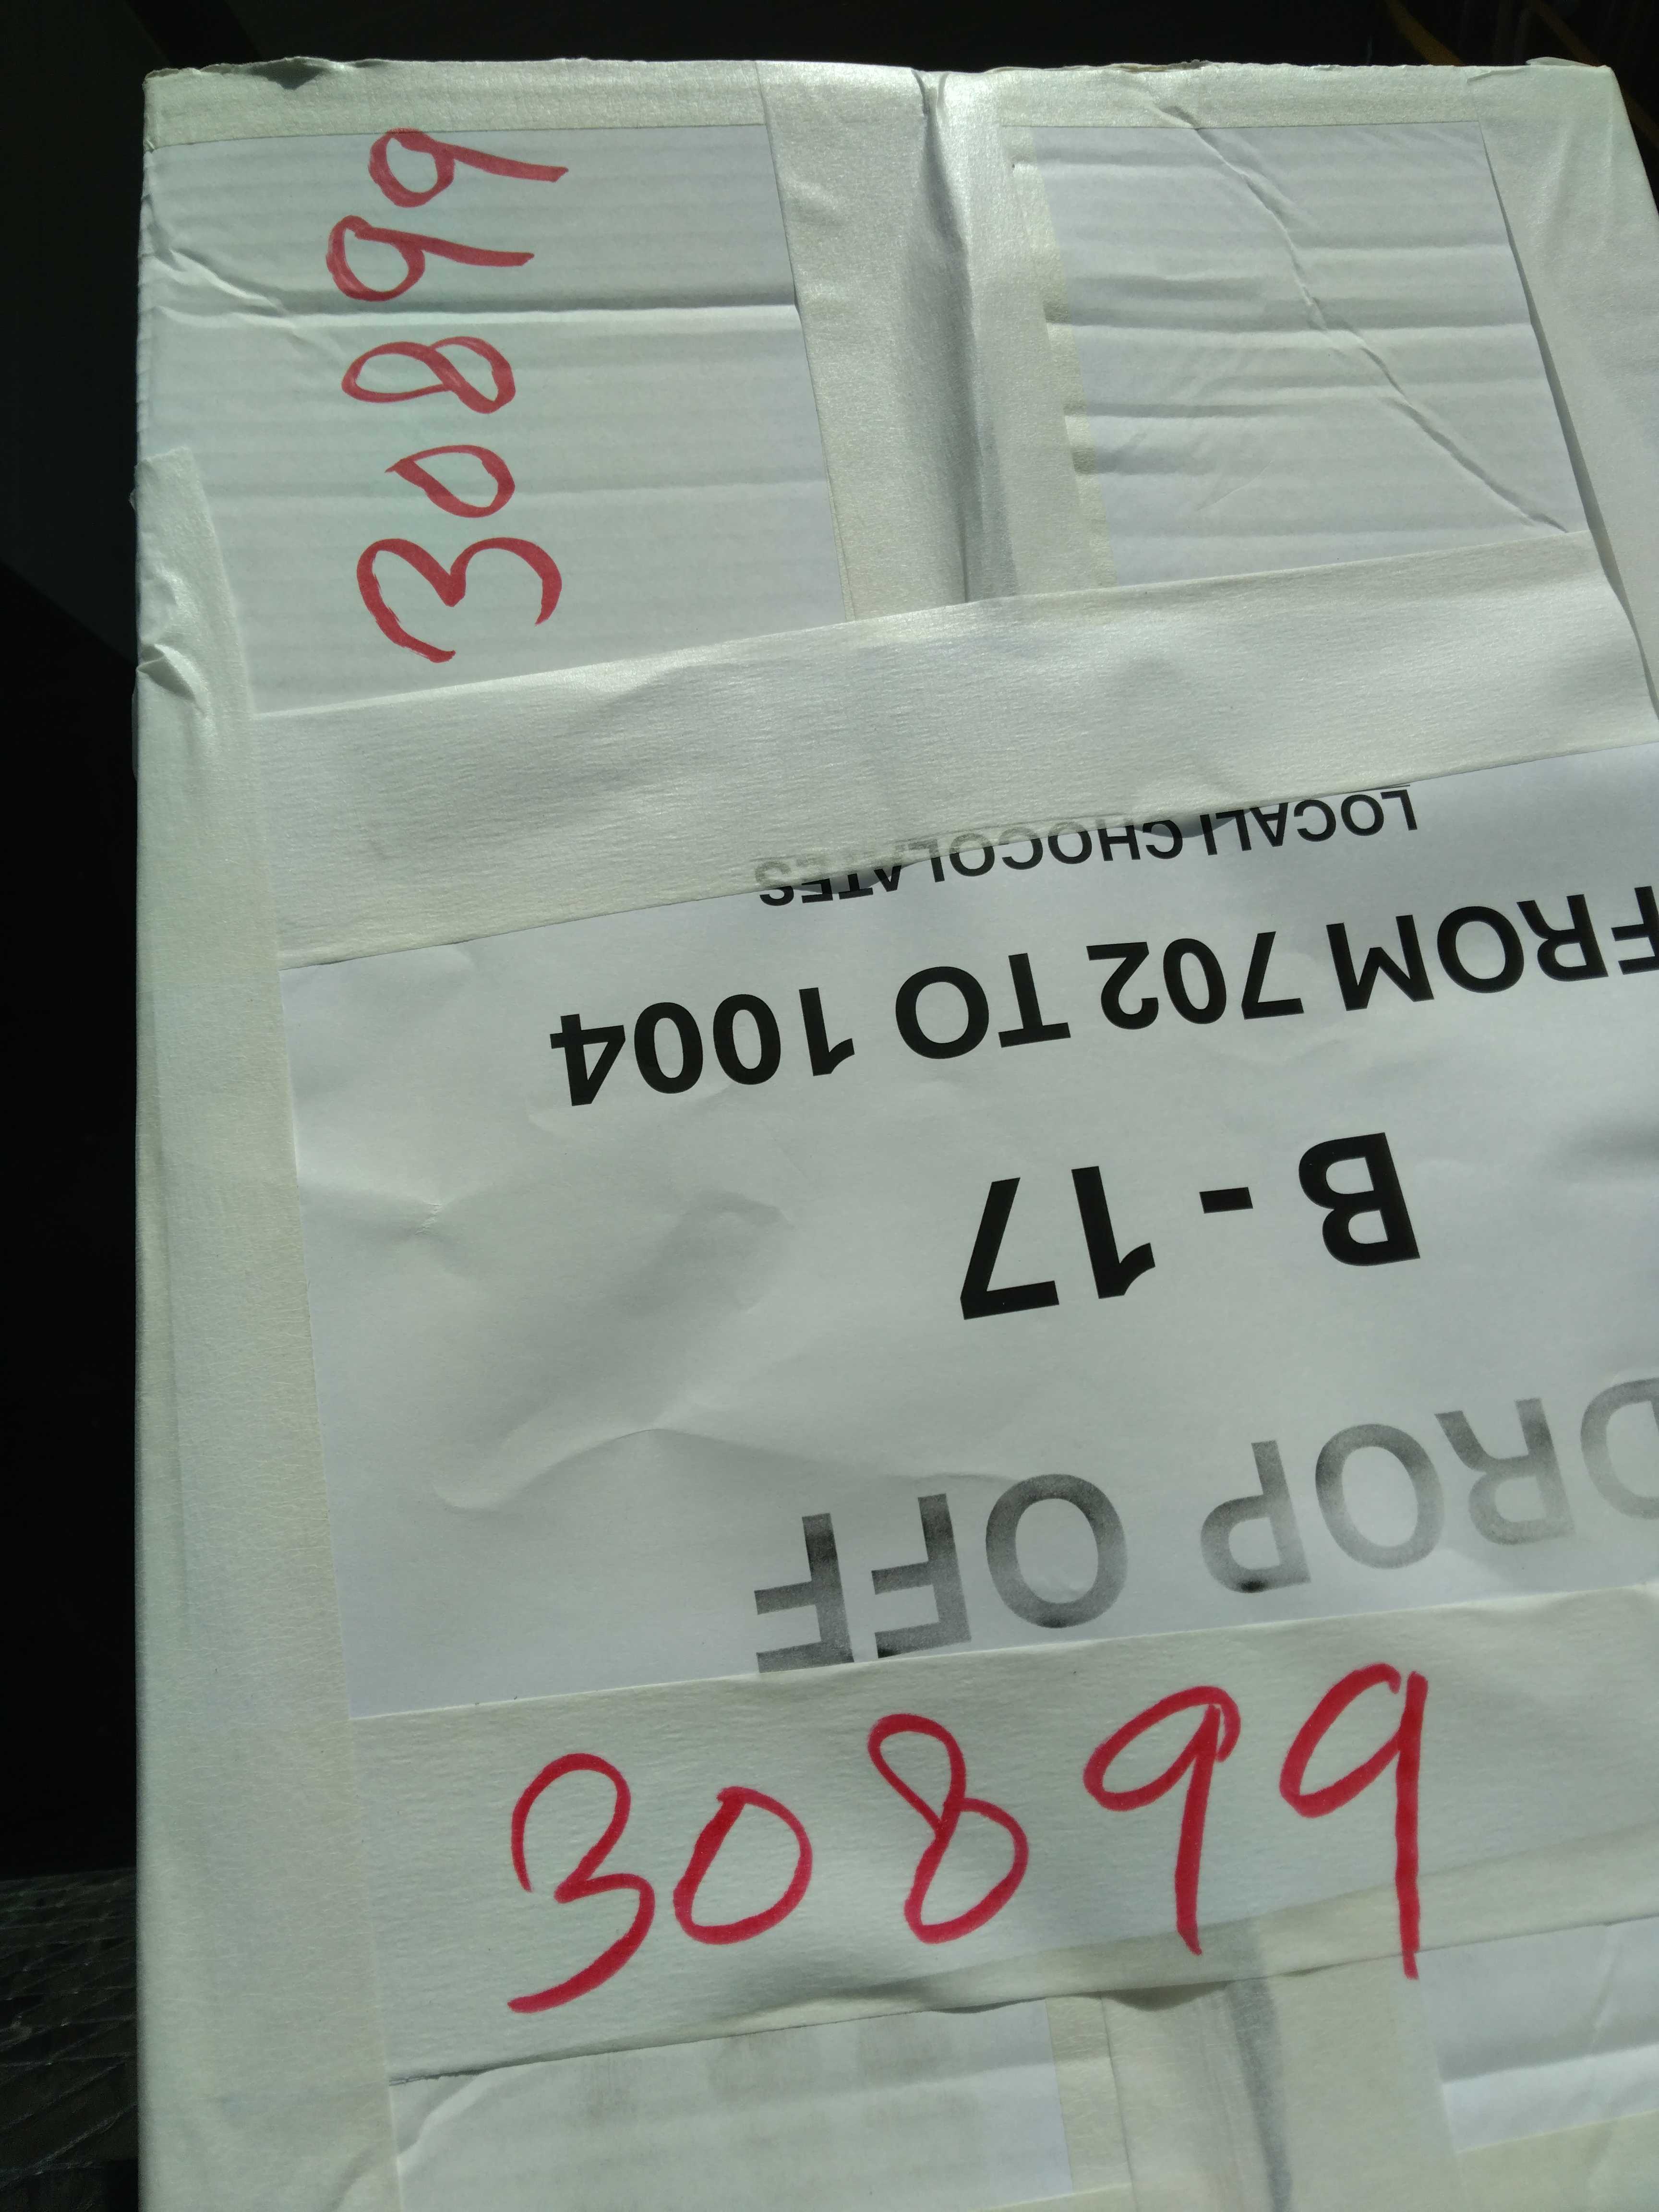 30899
DROP OFF
B - 17
FROM 702 TO 1004
LOCALI CHOCOLATES
30899